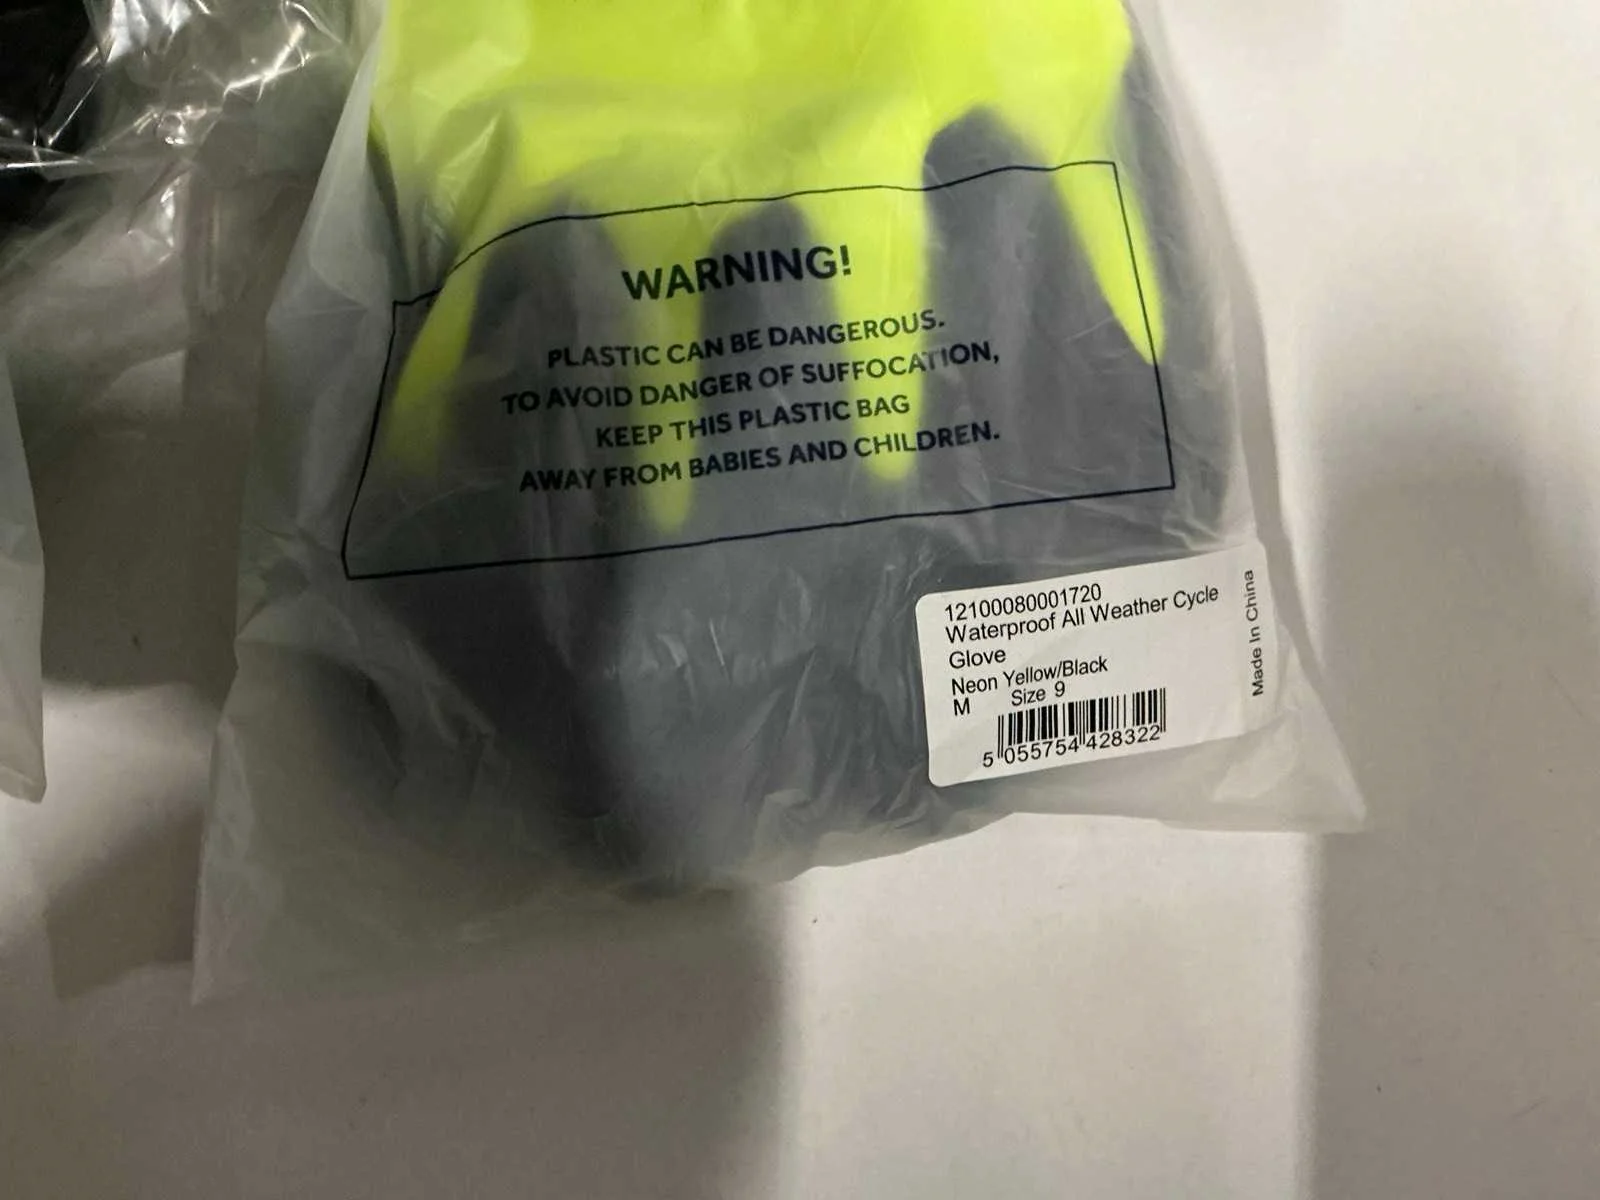 WARNING!
PLASTIC CAN BE DANGEROUS.
TO AVOID DANGER OF SUFFOCATION,
KEEP THIS PLASTIC BAG
AWAY FROM BABIES AND CHILDREN.
12100080001720
Waterproof All Weather Cycle
Glove
Neon Yellow/Black
M Size 9
5 055754 428322
Made In China